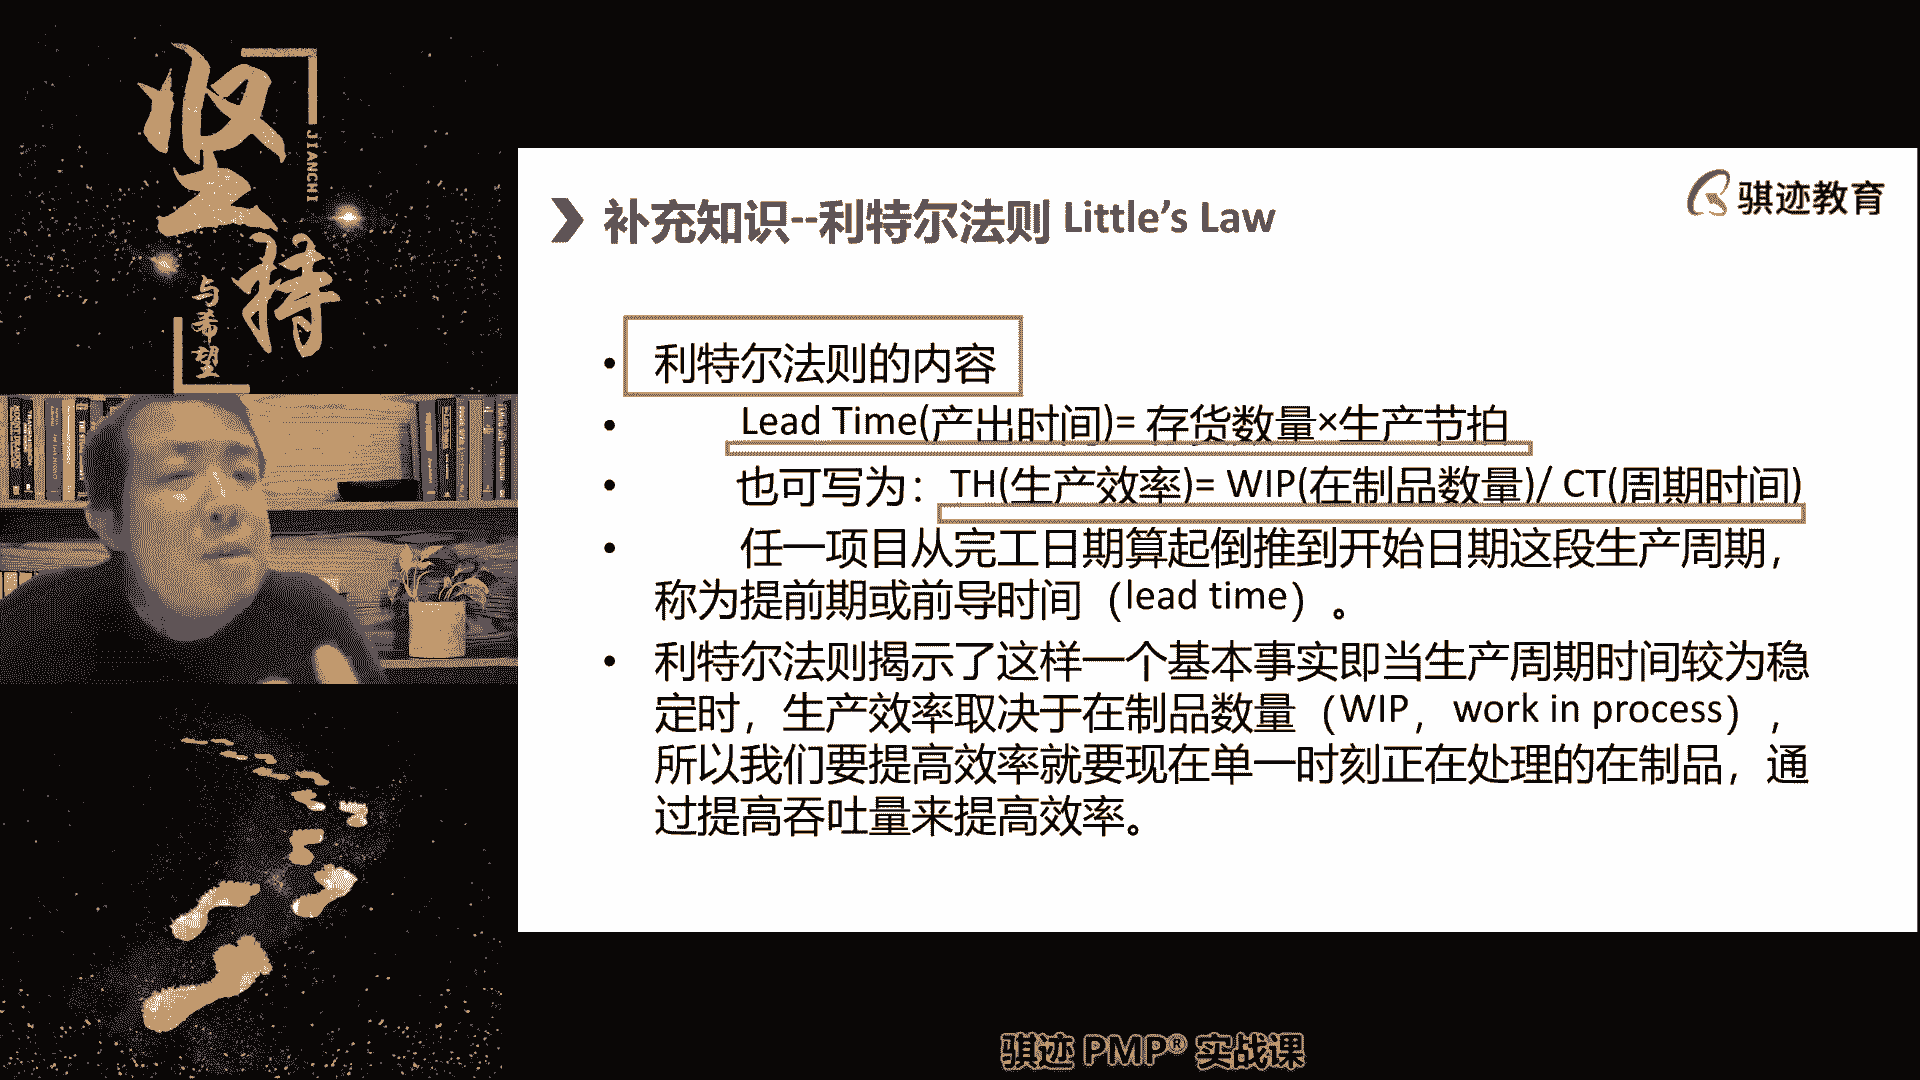 坚持
JIANCHI
与希望
骐迹教育
补充知识--利特尔法则 Little’s Law
• 利特尔法则的内容
• Lead Time(产出时间)= 存货数量×生产节拍
• 也可写为：TH(生产效率)= WIP(在制品数量)/ CT(周期时间)
• 任一项目从完工日期算起倒推到开始日期这段生产周期，
称为提前期或前导时间（lead time）。
• 利特尔法则揭示了这样一个基本事实即当生产周期时间较为稳
定时，生产效率取决于在制品数量（WIP，work in process），
所以我们要提高效率就要现在单一时刻正在处理的在制品，通
过提高吞吐量来提高效率。
骐迹 PMP® 实战课